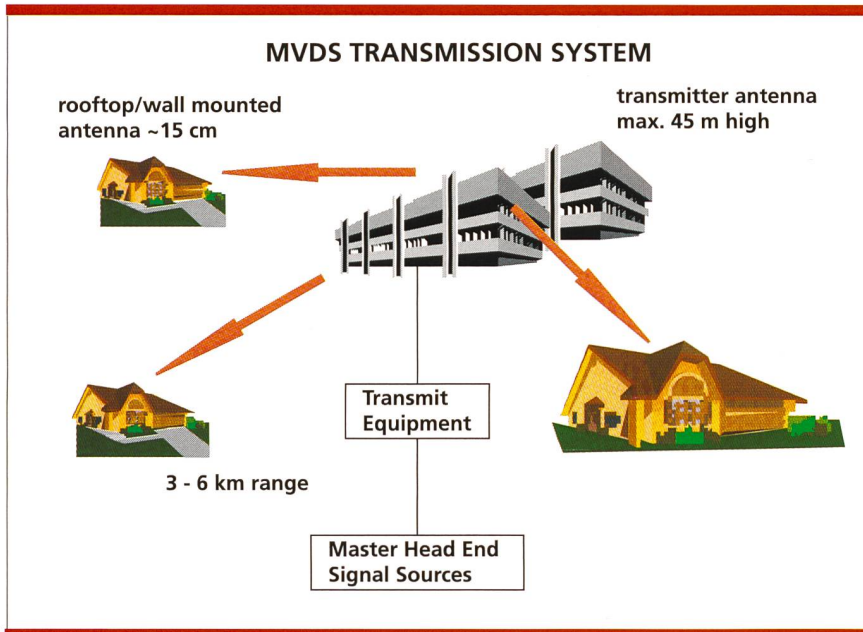 MVDS TRANSMISSION SYSTEM
rooftop/wall mounted
antenna ~15 cm
transmitter antenna
max. 45 m high
Transmit
Equipment
3 - 6 km range
Master Head End
Signal Sources